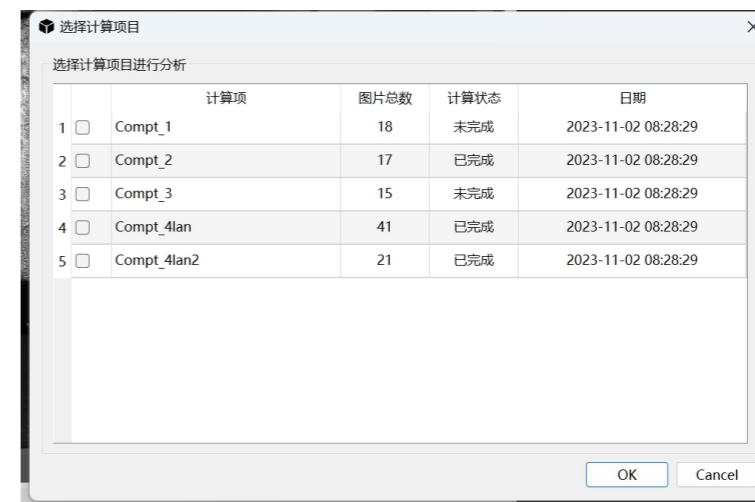 选择计算项目
选择计算项目进行分析
计算项 图片总数 计算状态 日期
1 Compt_1 18 未完成 2023-11-02 08:28:29
2 Compt_2 17 已完成 2023-11-02 08:28:29
3 Compt_3 15 未完成 2023-11-02 08:28:29
4 Compt_4lan 41 已完成 2023-11-02 08:28:29
5 Compt_4lan2 21 已完成 2023-11-02 08:28:29
OK Cancel